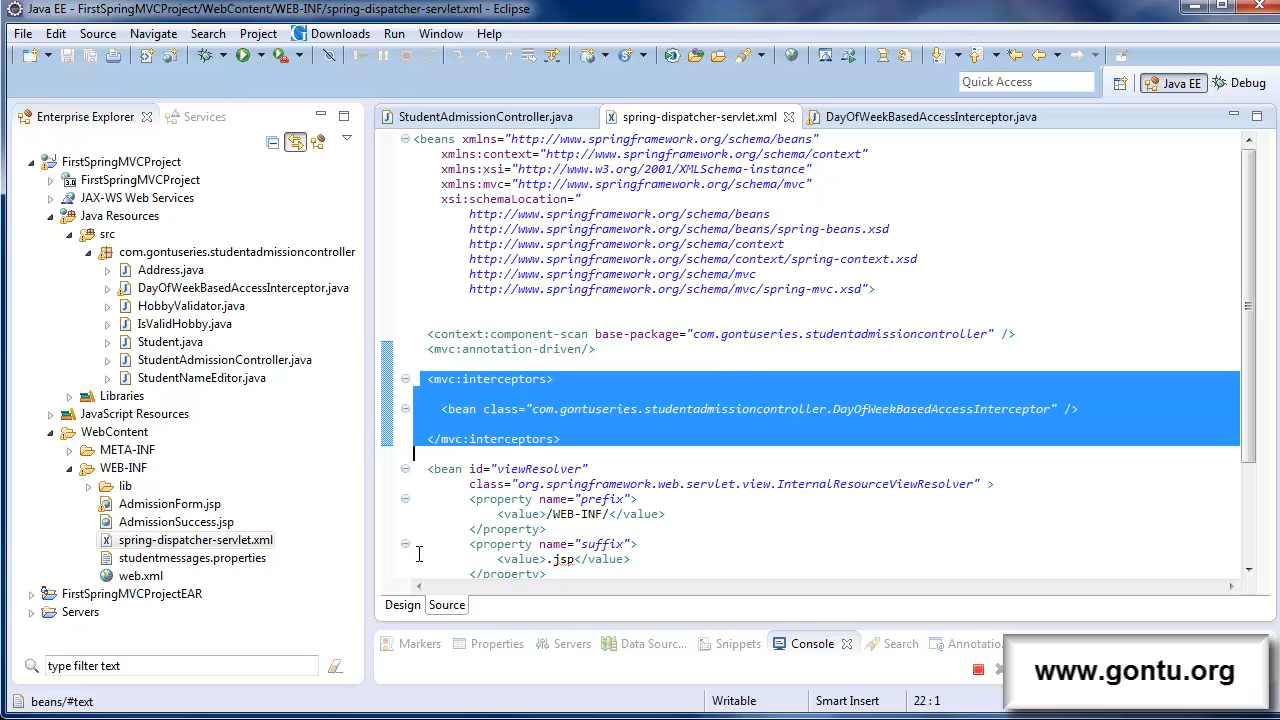 Java EE - FirstSpringMVCProject/WebContent/WEB-INF/spring-dispatcher-servlet.xml - Eclipse
File Edit Source Navigate Search Project Downloads Run Window Help
Quick Access
Java EE
Debug
Enterprise Explorer
Services
StudentAdmissionController.java
spring-dispatcher-servlet.xml
DayOfWeekBasedAccessInterceptor.java
FirstSpringMVCProject
FirstSpringMVCProject
JAX-WS Web Services
Java Resources
src
com.gontuseries.studentadmissioncontroller
Address.java
DayOfWeekBasedAccessInterceptor.java
HobbyValidator.java
IsValidHobby.java
Student.java
StudentAdmissionController.java
StudentNameEditor.java
Libraries
JavaScript Resources
WebContent
META-INF
WEB-INF
lib
AdmissionForm.jsp
AdmissionSuccess.jsp
spring-dispatcher-servlet.xml
studentmessages.properties
web.xml
FirstSpringMVCProjectEAR
Servers
type filter text
<beans xmlns="http://www.springframework.org/schema/beans"
xmlns:context="http://www.springframework.org/schema/context"
xmlns:xsi="http://www.w3.org/2001/XMLSchema-instance"
xmlns:mvc="http://www.springframework.org/schema/mvc"
xsi:schemaLocation="
http://www.springframework.org/schema/beans
http://www.springframework.org/schema/beans/spring-beans.xsd
http://www.springframework.org/schema/context
http://www.springframework.org/schema/context/spring-context.xsd
http://www.springframework.org/schema/mvc
http://www.springframework.org/schema/mvc/spring-mvc.xsd">
<context:component-scan base-package="com.gontuseries.studentadmissioncontroller" />
<mvc:annotation-driven/>
<mvc:interceptors>
<bean class="com.gontuseries.studentadmissioncontroller.DayOfWeekBasedAccessInterceptor" />
</mvc:interceptors>
<bean id="viewResolver"
class="org.springframework.web.servlet.view.InternalResourceViewResolver" >
<property name="prefix">
<value>/WEB-INF/</value>
</property>
<property name="suffix">
<value>.jsp</value>
</property>
Design
Source
Markers
Properties
Servers
Data Sourc...
Snippets
Console
Search
Annotatio
www.gontu.org
beans/#text
Writable
Smart Insert
22 : 1